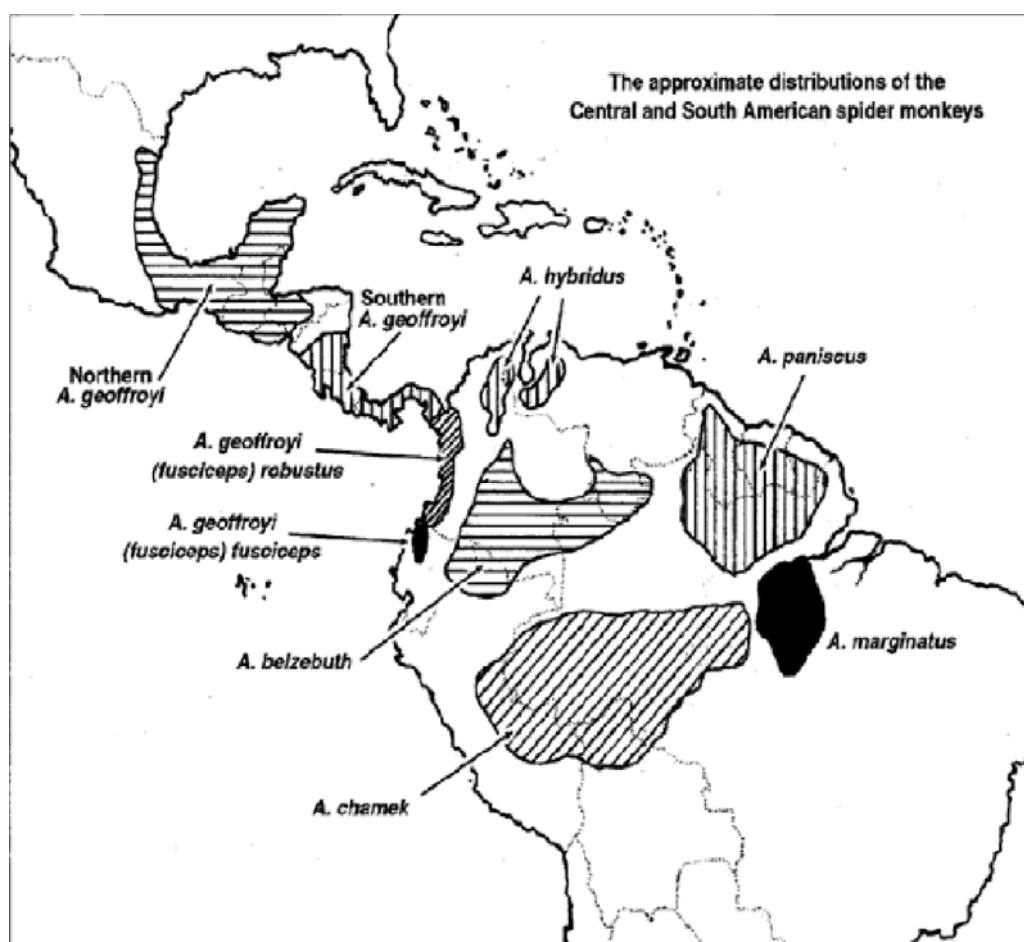 The approximate distributions of the
Central and South American spider monkeys
A. hybridus
Southern
A. geoffroyi
A. paniscus
Northern
A. geoffroyi
A. geoffroyi
(fusciceps) robustus
A. geoffroyi
(fusciceps) fusciceps
A. belzebuth
A. marginatus
A. chamek